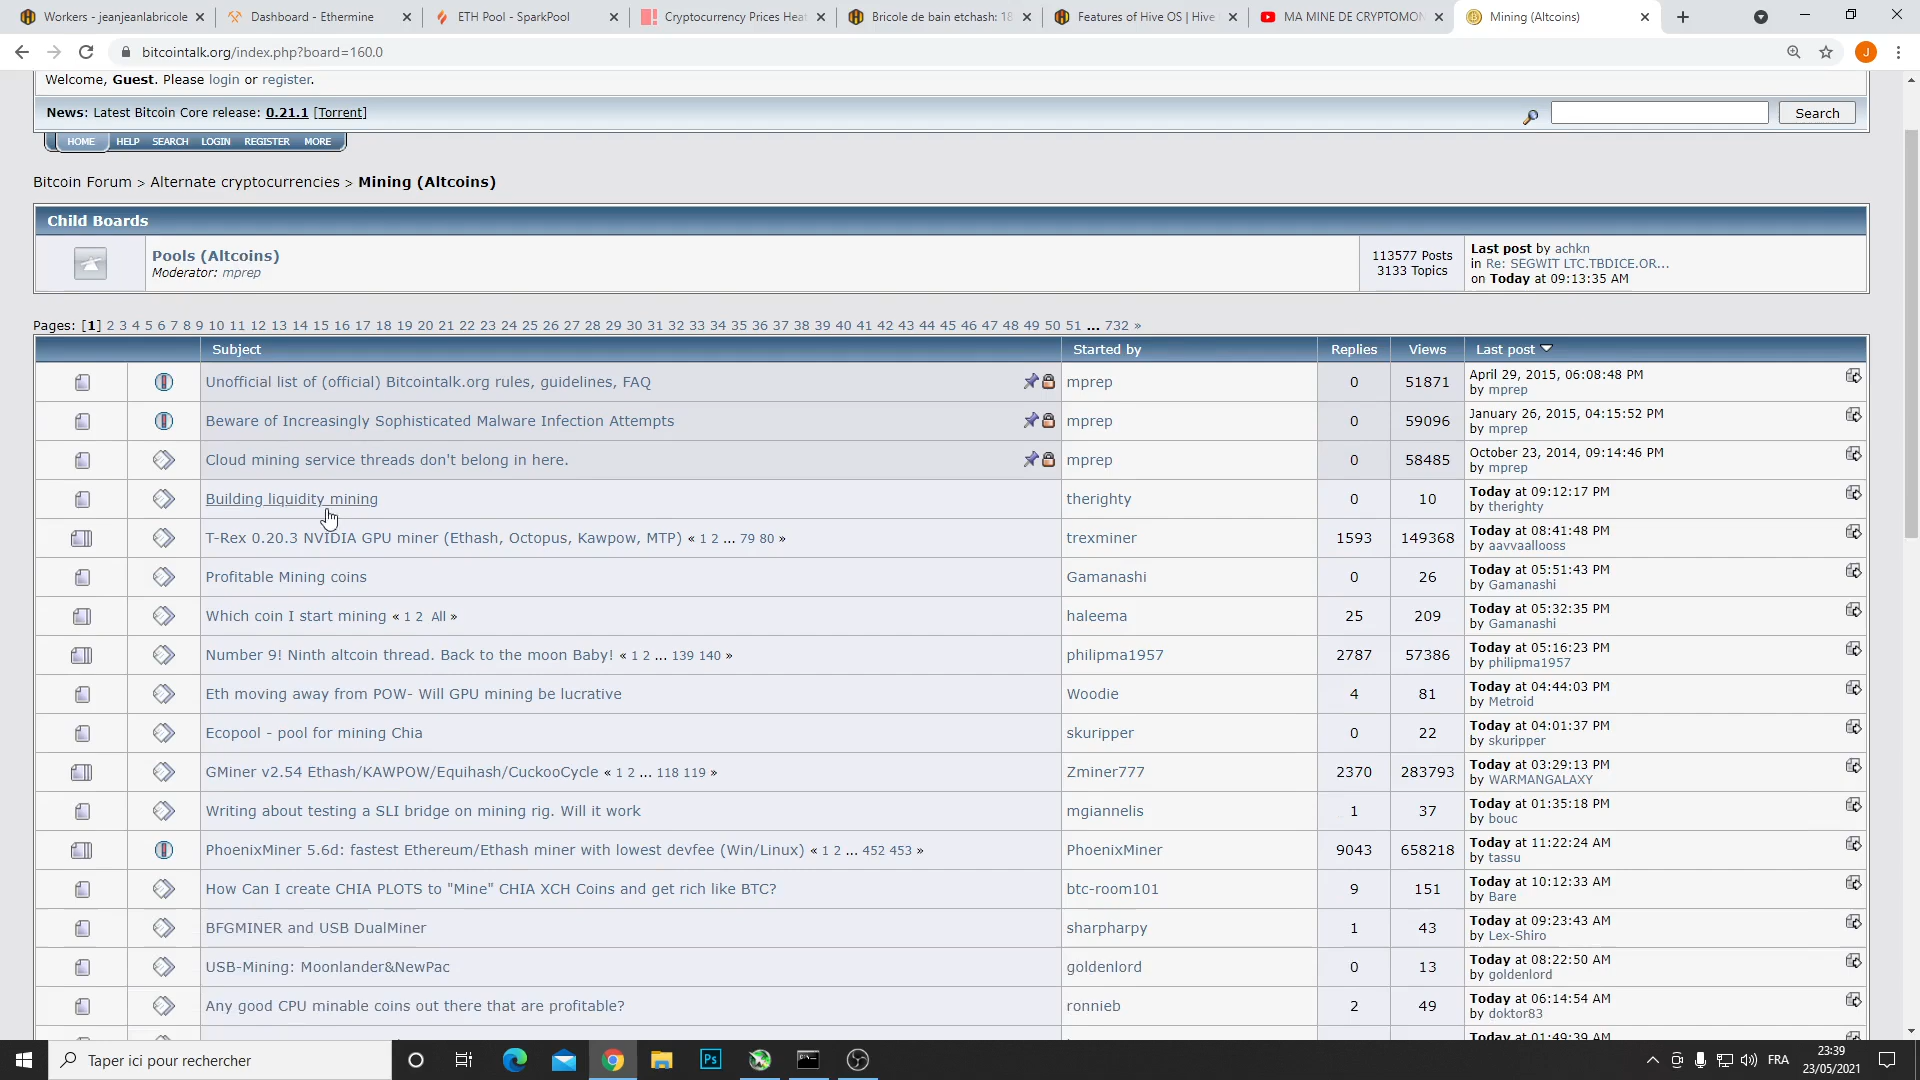 Workers - jeanjeanlabricole
Dashboard - Ethermine
ETH Pool - SparkPool
Cryptocurrency Prices Heat
Bricole de bain etchash: 18
Features of Hive OS | Hive
MA MINE DE CRYPTOMON
Mining (Altcoins)
bitcointalk.org/index.php?board=160.0
J
Welcome, Guest. Please login or register.
News: Latest Bitcoin Core release: 0.21.1 [Torrent]
Search
HOME HELP SEARCH LOGIN REGISTER MORE
Bitcoin Forum > Alternate cryptocurrencies > Mining (Altcoins)
Child Boards
Pools (Altcoins)
Moderator: mprep
113577 Posts
3133 Topics
Last post by achkn
in Re: SEGWIT LTC.TBDICE.OR...
on Today at 09:13:35 AM
Pages: [1] 2 3 4 5 6 7 8 9 10 11 12 13 14 15 16 17 18 19 20 21 22 23 24 25 26 27 28 29 30 31 32 33 34 35 36 37 38 39 40 41 42 43 44 45 46 47 48 49 50 51 ... 732 »
Subject Started by Replies Views Last post
Unofficial list of (official) Bitcointalk.org rules, guidelines, FAQ mprep 0 51871 April 29, 2015, 06:08:48 PM
by mprep
Beware of Increasingly Sophisticated Malware Infection Attempts mprep 0 59096 January 26, 2015, 04:15:52 PM
by mprep
Cloud mining service threads don't belong in here. mprep 0 58485 October 23, 2014, 09:14:46 PM
by mprep
Building liquidity mining therighty 0 10 Today at 09:12:17 PM
by therighty
T-Rex 0.20.3 NVIDIA GPU miner (Ethash, Octopus, Kawpow, MTP) « 1 2 ... 79 80 » trexminer 1593 149368 Today at 08:41:48 PM
by aavvaallooss
Profitable Mining coins Gamanashi 0 26 Today at 05:51:43 PM
by Gamanashi
Which coin I start mining « 1 2 All » haleema 25 209 Today at 05:32:35 PM
by Gamanashi
Number 9! Ninth altcoin thread. Back to the moon Baby! « 1 2 ... 139 140 » philipma1957 2787 57386 Today at 05:16:23 PM
by philipma1957
Eth moving away from POW- Will GPU mining be lucrative Woodie 4 81 Today at 04:44:03 PM
by Metroid
Ecopool - pool for mining Chia skuripper 0 22 Today at 04:01:37 PM
by skuripper
GMiner v2.54 Ethash/KAWPOW/Equihash/CuckooCycle « 1 2 ... 118 119 » Zminer777 2370 283793 Today at 03:29:13 PM
by WARMANGALAXY
Writing about testing a SLI bridge on mining rig. Will it work mgiannelis 1 37 Today at 01:35:18 PM
by bouc
PhoenixMiner 5.6d: fastest Ethereum/Ethash miner with lowest devfee (Win/Linux) « 1 2 ... 452 453 » PhoenixMiner 9043 658218 Today at 11:22:24 AM
by tassu
How Can I create CHIA PLOTS to "Mine" CHIA XCH Coins and get rich like BTC? btc-room101 9 151 Today at 10:12:33 AM
by Bare
BFGMINER and USB DualMiner sharpharpy 1 43 Today at 09:23:43 AM
by Lex-Shiro
USB-Mining: Moonlander&NewPac goldenlord 0 13 Today at 08:22:50 AM
by goldenlord
Any good CPU minable coins out there that are profitable? ronnieb 2 49 Today at 06:14:54 AM
by doktor83
Today at 01:49:39 AM
Taper ici pour rechercher
Ps
FRA
23:39
23/05/2021